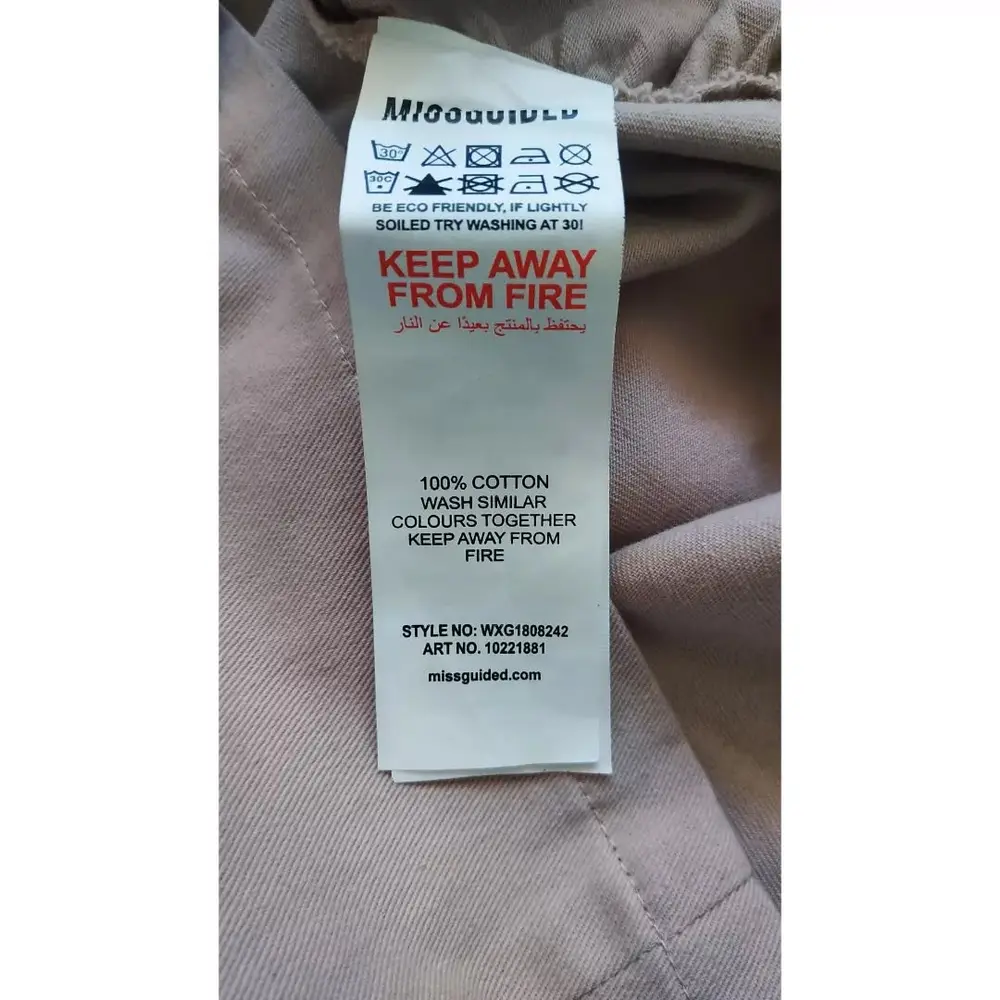 MISSGUIDED
30°
30C
BE ECO FRIENDLY, IF LIGHTLY
SOILED TRY WASHING AT 30!
KEEP AWAY
FROM FIRE
يحتفظ بالمنتج بعيدًا عن النار
100% COTTON
WASH SIMILAR
COLOURS TOGETHER
KEEP AWAY FROM
FIRE
STYLE NO: WXG1808242
ART NO. 10221881
missguided.com